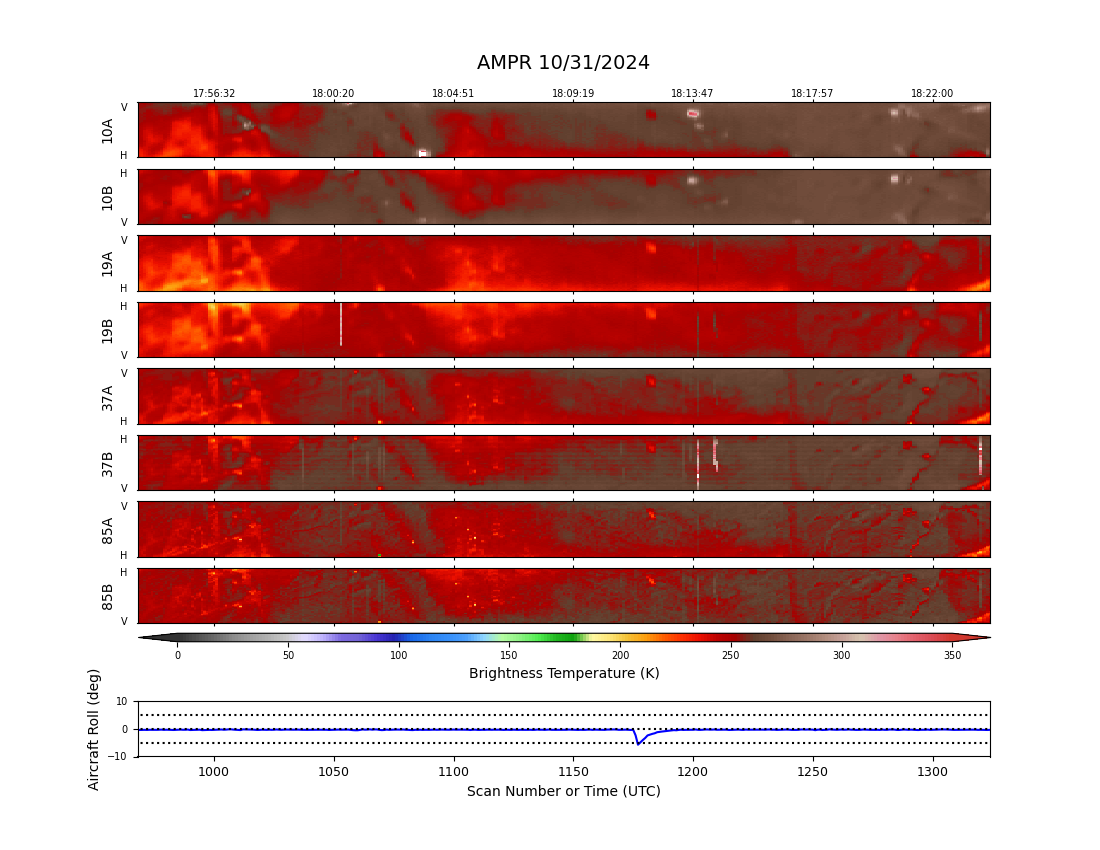 AMPR 10/31/2024
17:56:32 18:00:20 18:04:51 18:09:19 18:13:47 18:17:57 18:22:00
V
10A
H
H
10B
V
V
19A
H
H
19B
V
V
37A
H
H
37B
V
V
85A
H
H
85B
V
0 50 100 150 200 250 300 350
Brightness Temperature (K)
Aircraft Roll (deg)
10
0
−10
1000 1050 1100 1150 1200 1250 1300
Scan Number or Time (UTC)